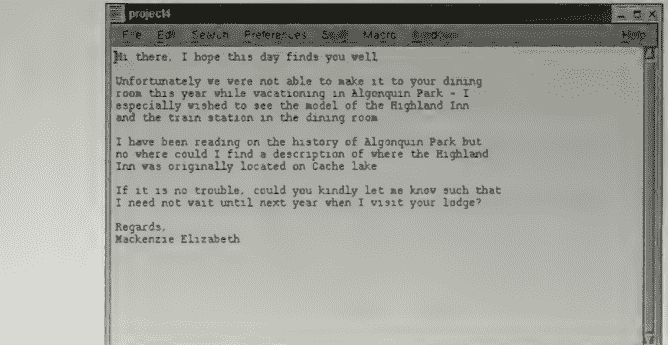 project4
File Edit Search Preferences Shell Macro Windows Help
Hi there, I hope this day finds you well
Unfortunately we were not able to make it to your dining
room this year while vacationing in Algonquin Park - I
especially wished to see the model of the Highland Inn
and the train station in the dining room
I have been reading on the history of Algonquin Park but
no where could I find a description of where the Highland
Inn was originally located on Cache lake
If it is no trouble, could you kindly let me know such that
I need not wait until next year when I visit your lodge?
Regards,
Mackenzie Elizabeth